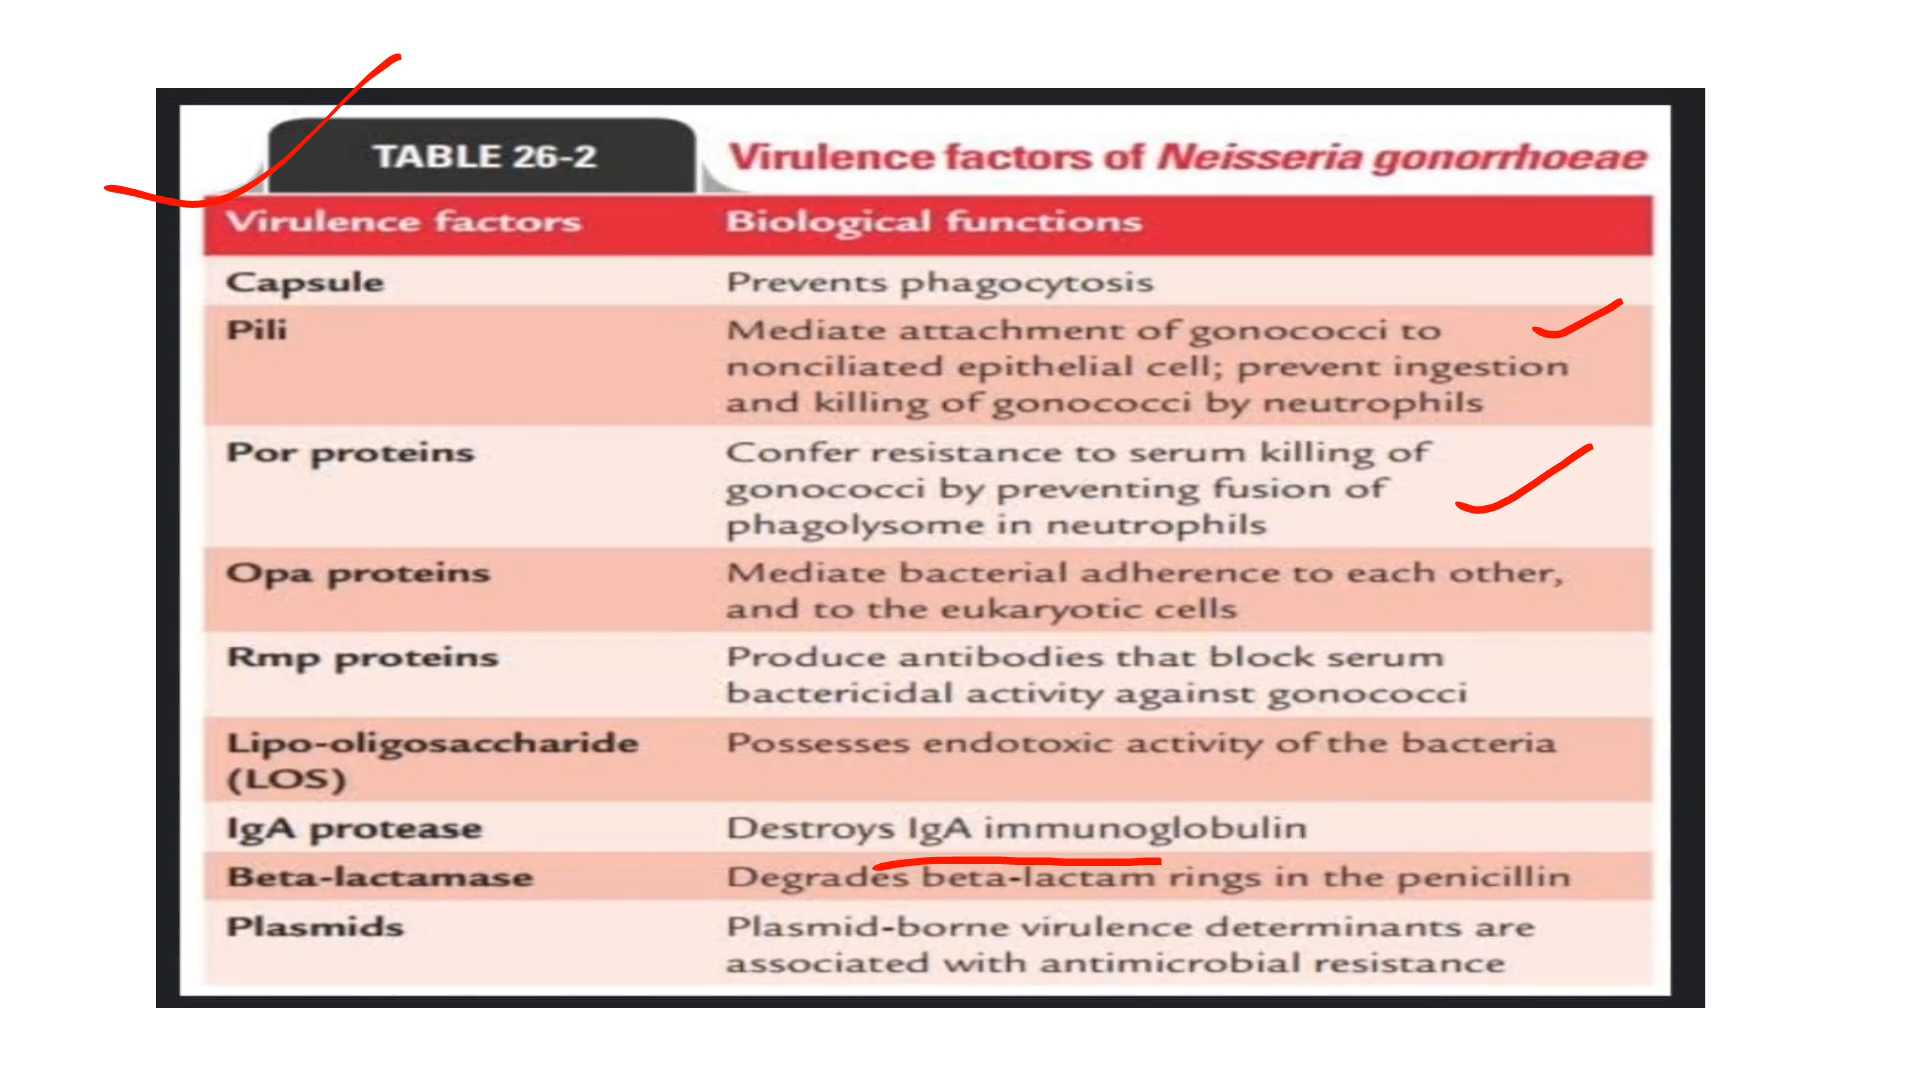 TABLE 26-2
Virulence factors of Neisseria gonorrhoeae
Virulence factors Biological functions
Capsule Prevents phagocytosis
Pili Mediate attachment of gonococci to
nonciliated epithelial cell; prevent ingestion
and killing of gonococci by neutrophils
Por proteins Confer resistance to serum killing of
gonococci by preventing fusion of
phagolysome in neutrophils
Opa proteins Mediate bacterial adherence to each other,
and to the eukaryotic cells
Rmp proteins Produce antibodies that block serum
bactericidal activity against gonococci
Lipo-oligosaccharide Possesses endotoxic activity of the bacteria
(LOS)
IgA protease Destroys IgA immunoglobulin
Beta-lactamase Degrades beta-lactam rings in the penicillin
Plasmids Plasmid-borne virulence determinants are
associated with antimicrobial resistance